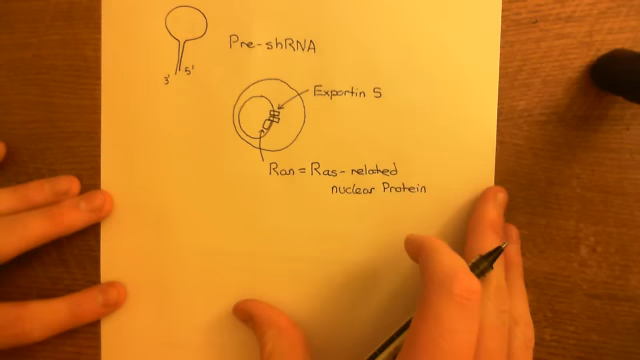 Pre-shRNA
3' 5'
Exportin 5
Ran = Ras-related
nuclear Protein